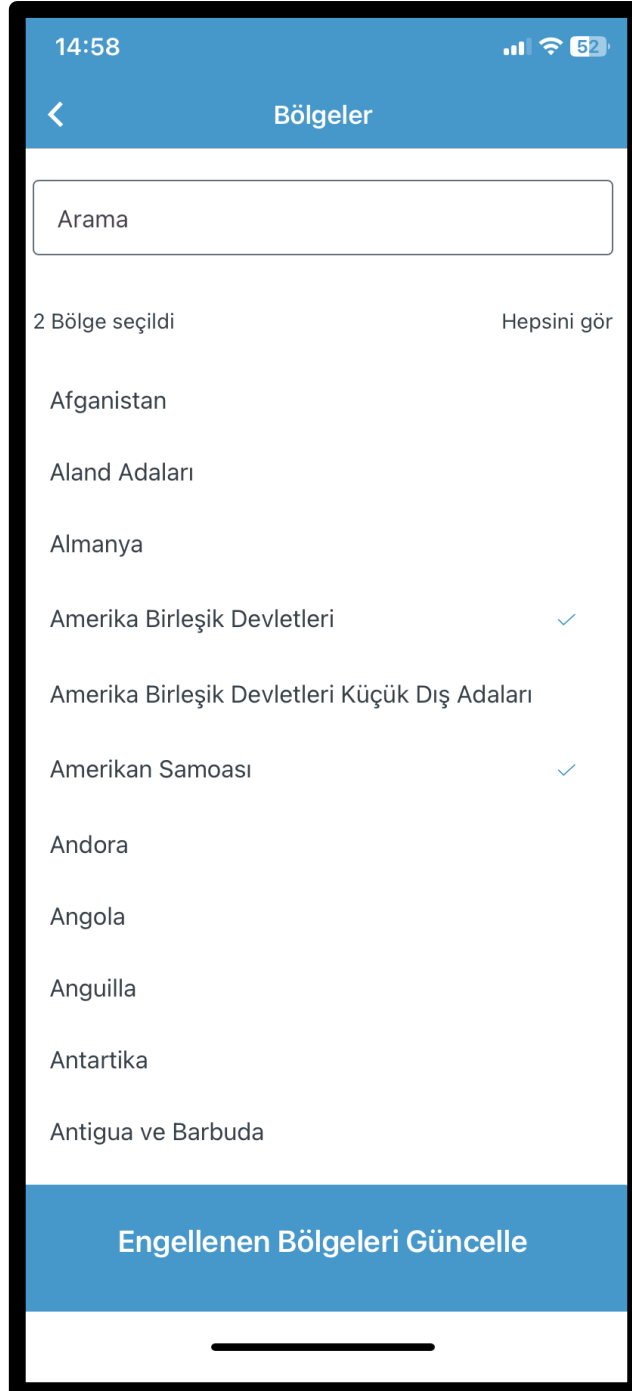 14:58
52
Bölgeler
Arama
2 Bölge seçildi
Hepsini gör
Afganistan
Aland Adaları
Almanya
Amerika Birleşik Devletleri
Amerika Birleşik Devletleri Küçük Dış Adaları
Amerikan Samoası
Andora
Angola
Anguilla
Antartika
Antigua ve Barbuda
Engellenen Bölgeleri Güncelle